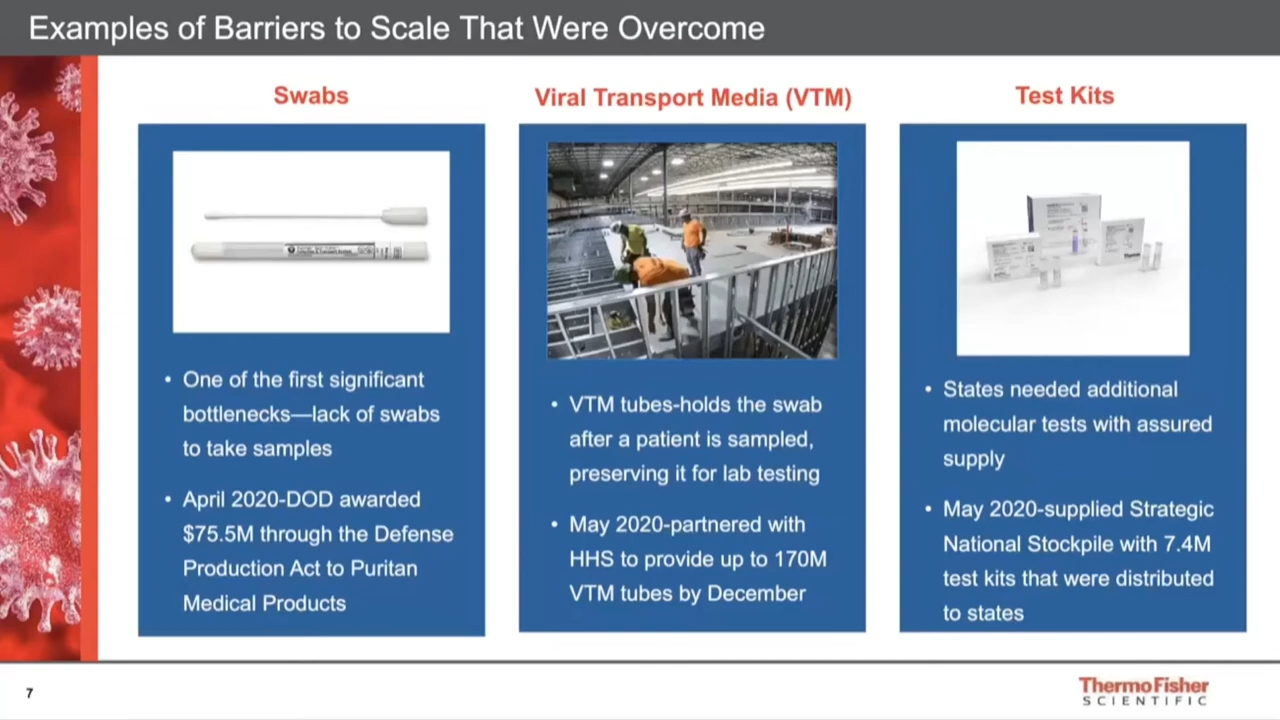 Examples of Barriers to Scale That Were Overcome
Swabs
• One of the first significant
bottlenecks—lack of swabs
to take samples
• April 2020-DOD awarded
$75.5M through the Defense
Production Act to Puritan
Medical Products
Viral Transport Media (VTM)
• VTM tubes-holds the swab
after a patient is sampled,
preserving it for lab testing
• May 2020-partnered with
HHS to provide up to 170M
VTM tubes by December
Test Kits
Thermo
• States needed additional
molecular tests with assured
supply
• May 2020-supplied Strategic
National Stockpile with 7.4M
test kits that were distributed
to states
7
ThermoFisher
SCIENTIFIC